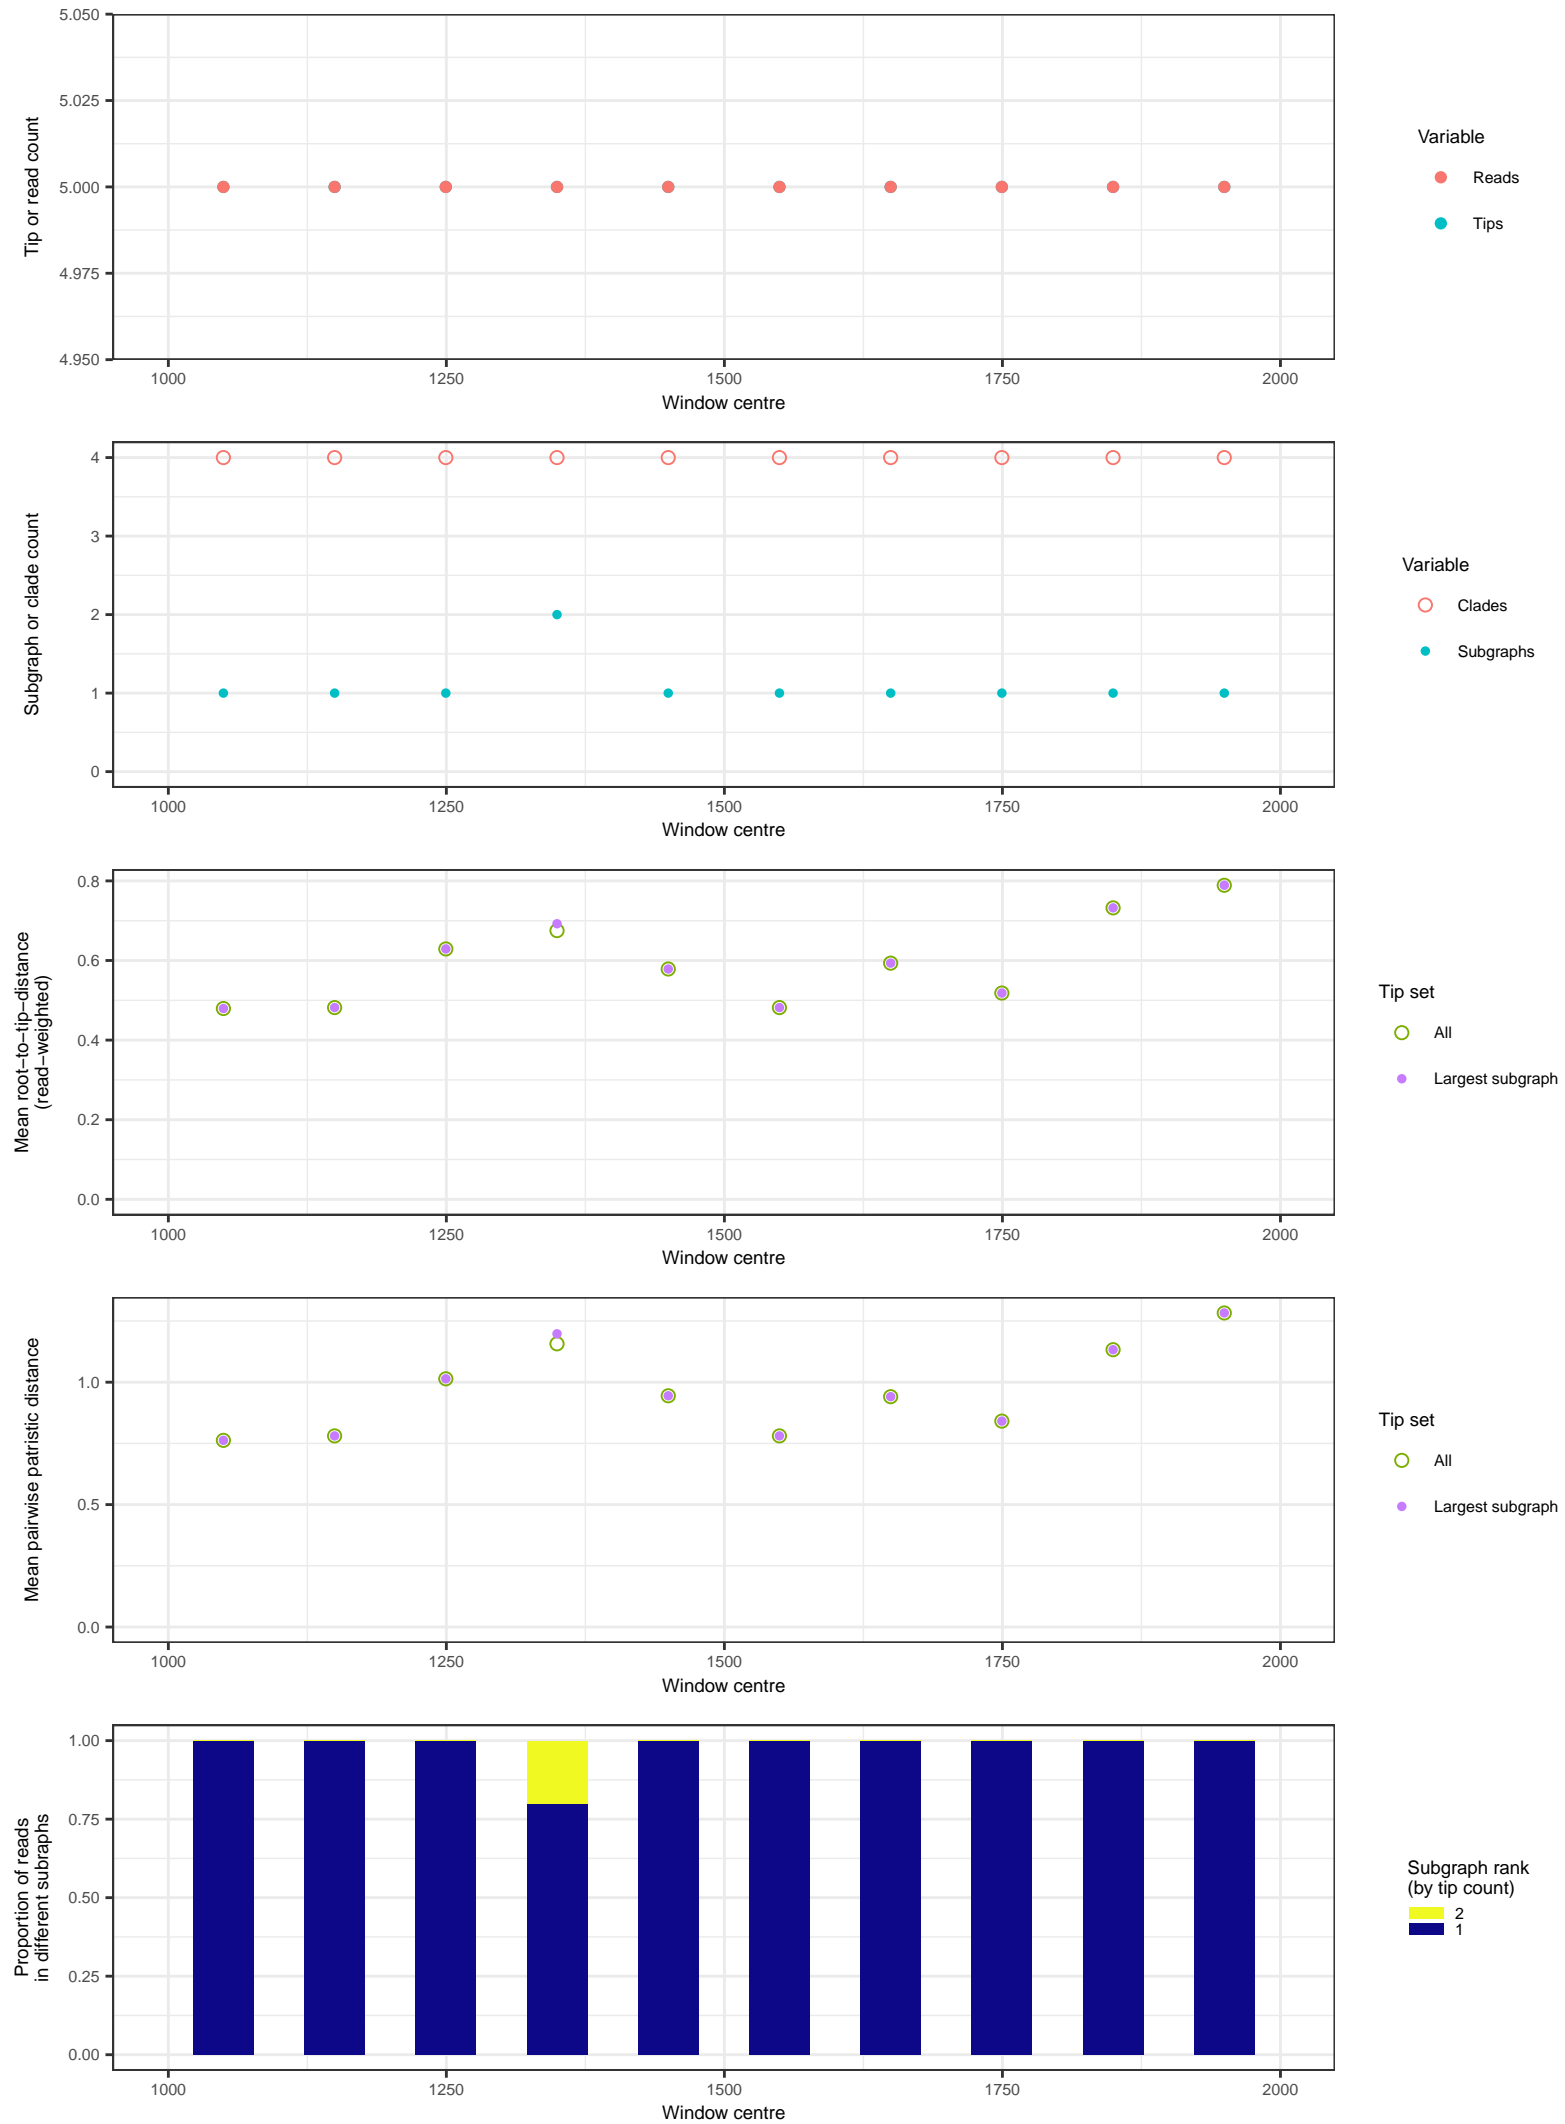 5.050
5.025
5.000
4.975
4.950
Tip or read count
1000 1250 1500 1750 2000
Window centre
Variable
Reads
Tips
4
3
2
1
0
Subgraph or clade count
1000 1250 1500 1750 2000
Window centre
Variable
Clades
Subgraphs
0.8
0.6
0.4
0.2
0.0
Mean root−to−tip−distance
(read−weighted)
1000 1250 1500 1750 2000
Window centre
Tip set
All
Largest subgraph
1.0
0.5
0.0
Mean pairwise patristic distance
1000 1250 1500 1750 2000
Window centre
Tip set
All
Largest subgraph
1.00
0.75
0.50
0.25
0.00
Proportion of reads
in different subraphs
1000 1250 1500 1750 2000
Window centre
Subgraph rank
(by tip count)
2
1